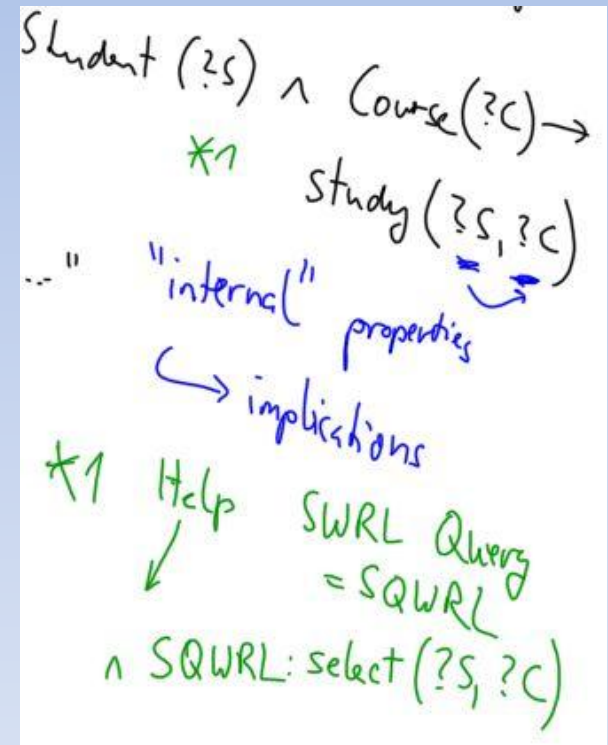 Student (?S) ∧ Course(?C) →
*1
study (?S, ?C)
..." "internal" properties
↳ implications
*1 Help SWRL Query
= SQWRL
∧ SQWRL: select (?S, ?C)